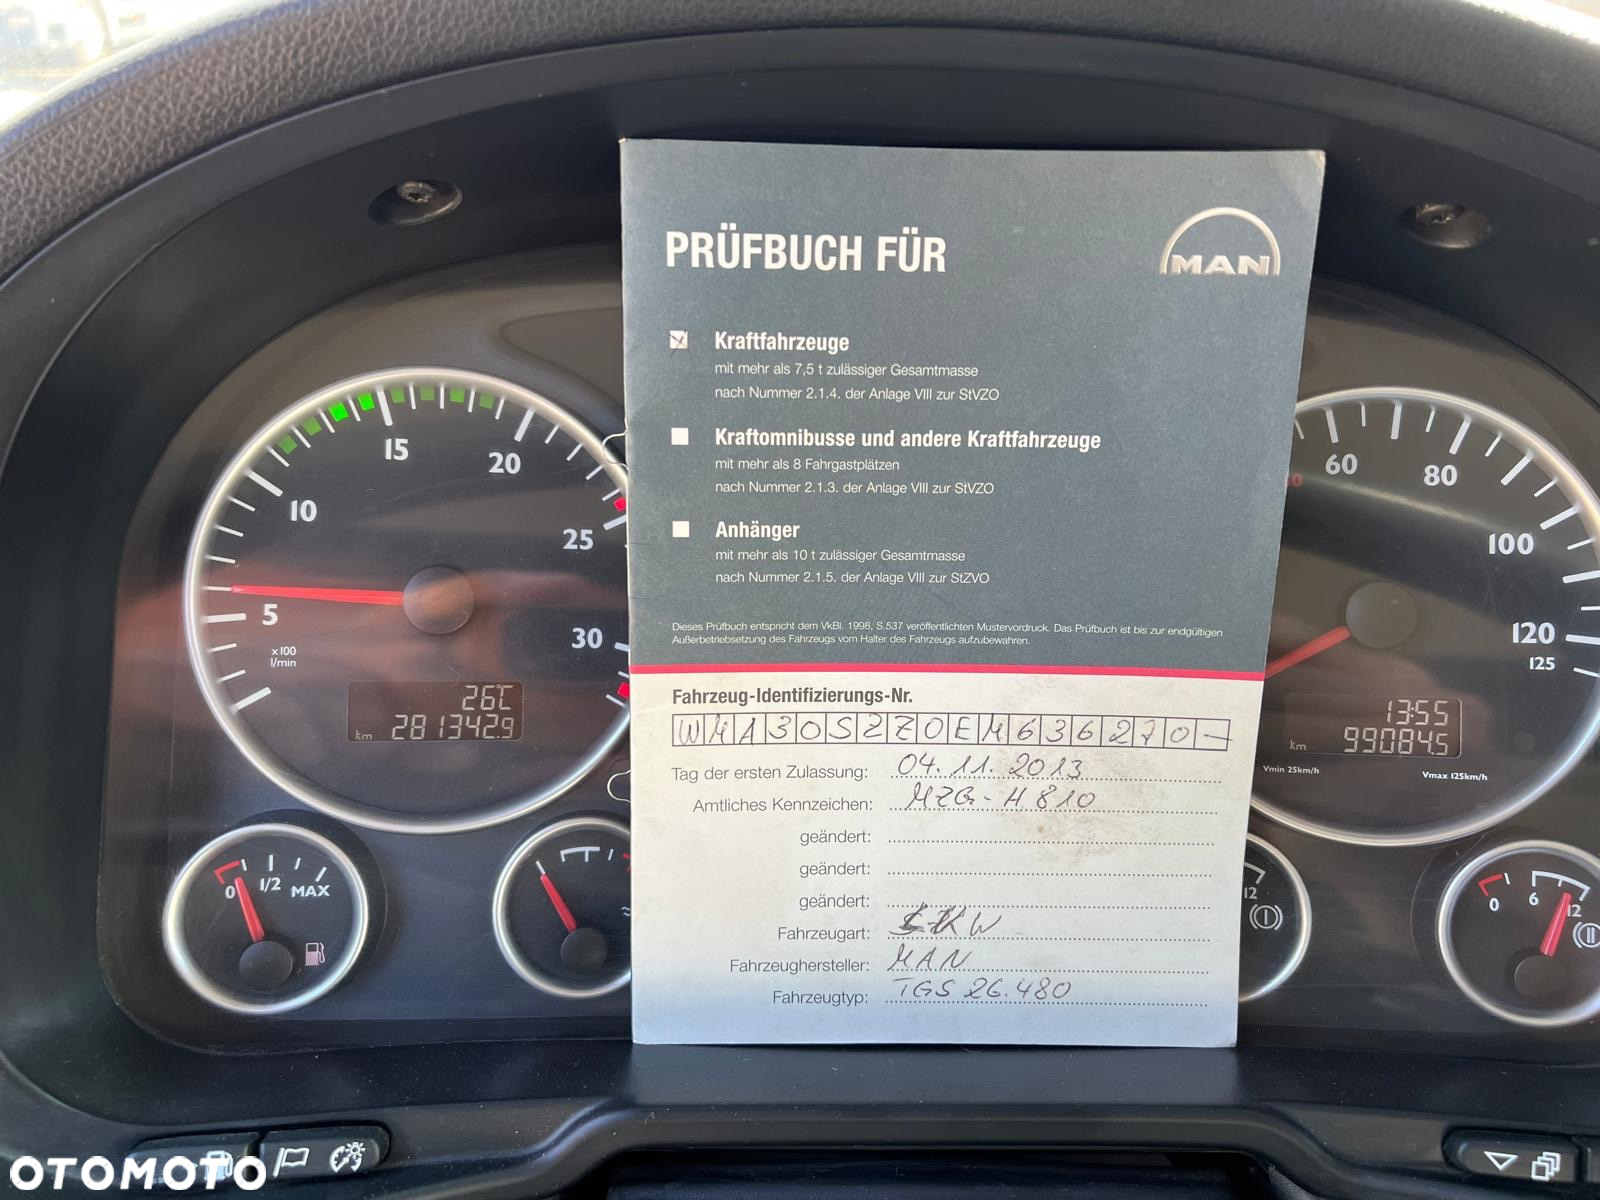 PRÜFBUCH FÜR
MAN
Kraftfahrzeuge
mit mehr als 7,5 t zulässiger Gesamtmasse
nach Nummer 2.1.4. der Anlage VIII zur StVZO
Kraftomnibusse und andere Kraftfahrzeuge
mit mehr als 8 Fahrgastplätzen
nach Nummer 2.1.3. der Anlage VIII zur StVZO
Anhänger
mit mehr als 10 t zulässiger Gesamtmasse
nach Nummer 2.1.5. der Anlage VIII zur StZVO
Dieses Prüfbuch entspricht dem VkBl. 1998, S.537 veröffentlichten Mustervordruck. Das Prüfbuch ist bis zur endgültigen
Außerbetriebsetzung des Fahrzeugs vom Halter des Fahrzeugs aufzubewahren.
Fahrzeug-Identifizierungs-Nr.
WMA30SZZ0EM636270-
Tag der ersten Zulassung: 04.11.2013
Amtliches Kennzeichen: MZG-H 810
geändert:
geändert:
geändert:
Fahrzeugart: LKW
Fahrzeughersteller: MAN
Fahrzeugtyp: TGS 26.480
5
10
15
20
25
30
x100
l/min
26°C
km 281342.9
0 1/2 MAX
60
80
100
120
125
13:55
km 99084.5
Vmin 25km/h
Vmax 125km/h
12
0 6 12
OTOMOTO